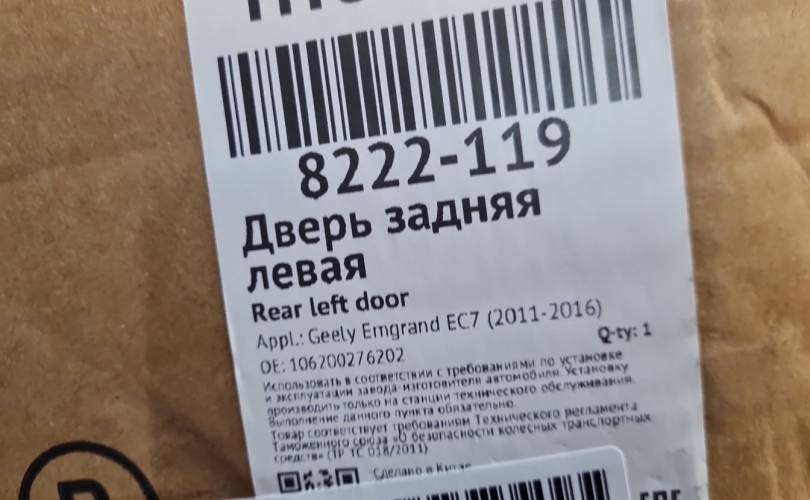 8222-119
Дверь задняя
левая
Rear left door
Appl.: Geely Emgrand EC7 (2011-2016)
Q-ty: 1
OE: 106200276202
Использовать в соответствии с требованиями по установке
и эксплуатации завода-изготовителя автомобиля. Установку
производить только на станции технического обслуживания.
Выполнение данного пункта обязательно.
Товар соответствует требованиям Технического регламента
Таможенного союза «О безопасности колесных транспортных
средств» (ТР ТС 018/2011)
Сделано в Китае